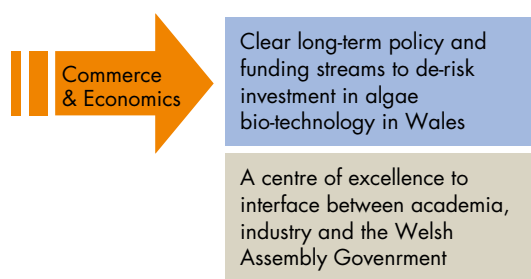 Commerce
& Economics
Clear long-term policy and
funding streams to de-risk
investment in algae
bio-technology in Wales
A centre of excellence to
interface between academia,
industry and the Welsh
Assembly Govenrment